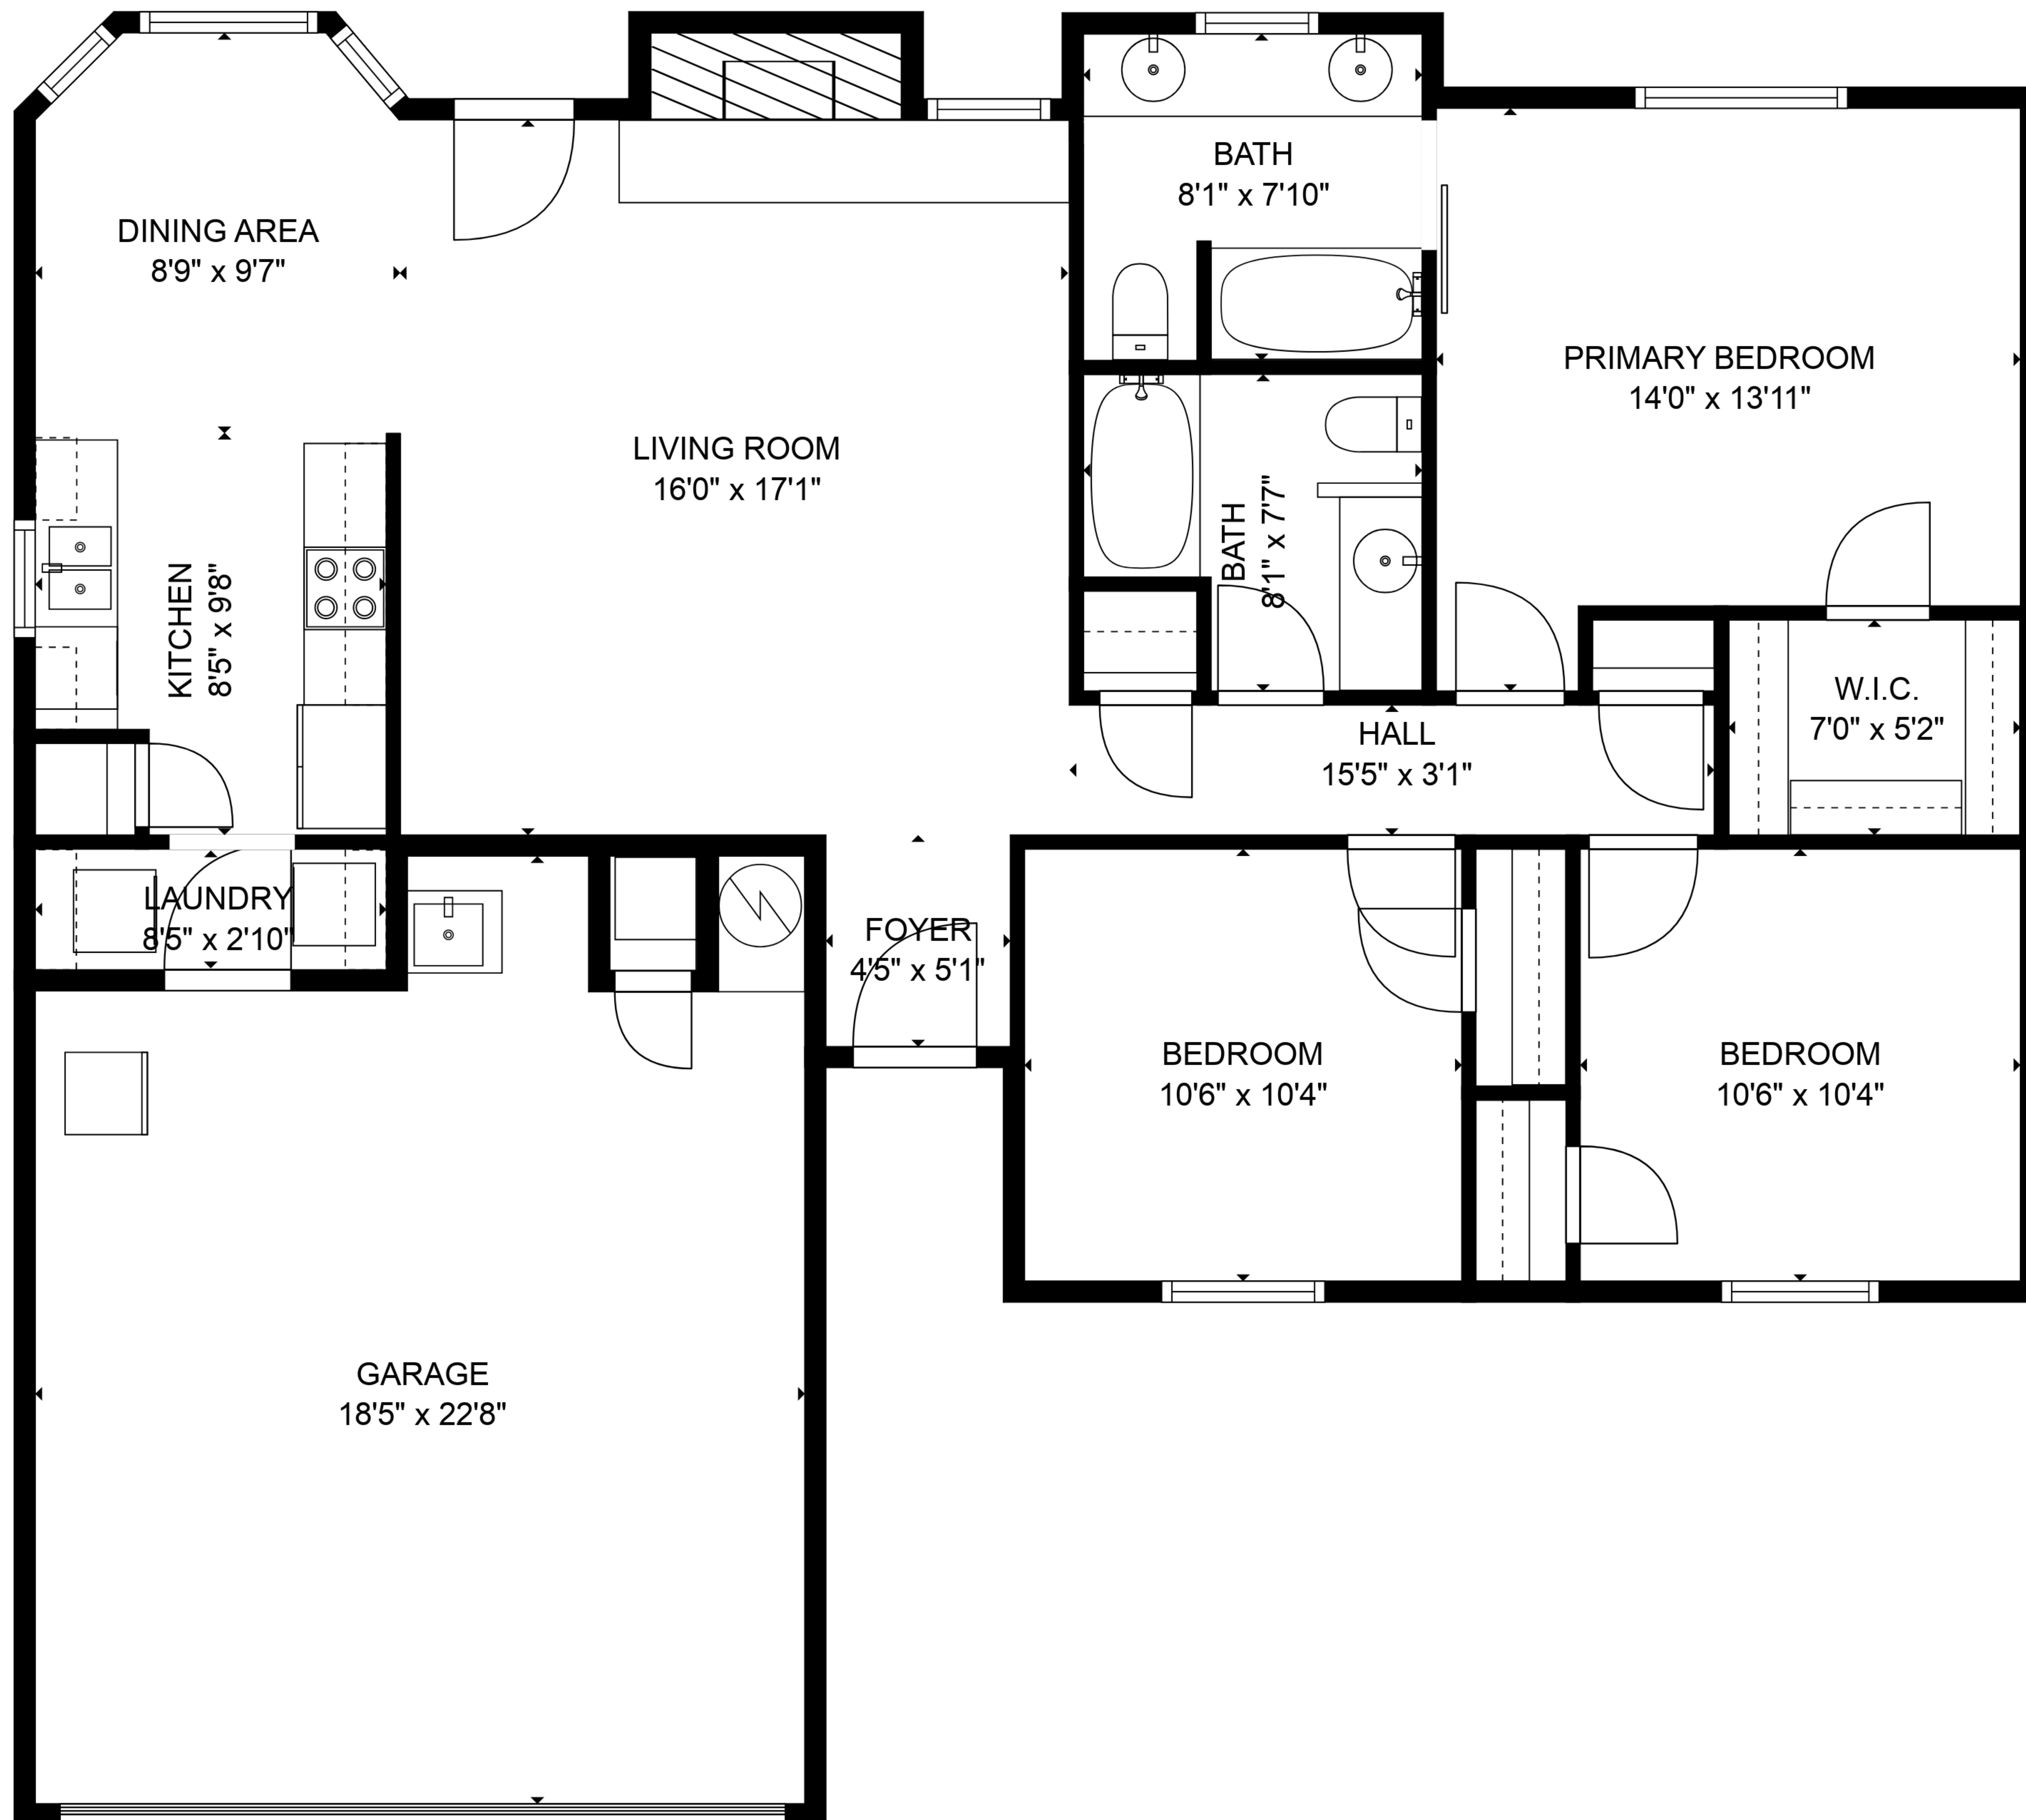 BATH
8'1" x 7'10"
DINING AREA
8'9" x 9'7"
PRIMARY BEDROOM
14'0" x 13'11"
LIVING ROOM
16'0" x 17'1"
BATH
8'1" x 7'7"
KITCHEN
8'5" x 9'8"
W.I.C.
7'0" x 5'2"
HALL
15'5" x 3'1"
LAUNDRY
8'5" x 2'10"
FOYER
4'5" x 5'1"
BEDROOM
10'6" x 10'4"
BEDROOM
10'6" x 10'4"
GARAGE
18'5" x 22'8"